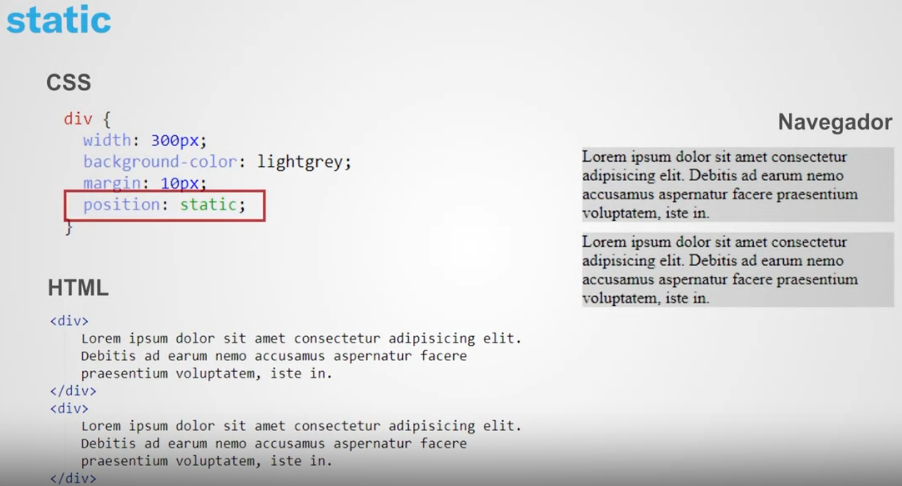 static
CSS
div {
width: 300px;
background-color: lightgrey;
margin: 10px;
position: static;
}
HTML
<div>
Lorem ipsum dolor sit amet consectetur adipisicing elit.
Debitis ad earum nemo accusamus aspernatur facere
praesentium voluptatem, iste in.
</div>
<div>
Lorem ipsum dolor sit amet consectetur adipisicing elit.
Debitis ad earum nemo accusamus aspernatur facere
praesentium voluptatem, iste in.
</div>
Navegador
Lorem ipsum dolor sit amet consectetur
adipisicing elit. Debitis ad earum nemo
accusamus aspernatur facere praesentium
voluptatem, iste in.
Lorem ipsum dolor sit amet consectetur
adipisicing elit. Debitis ad earum nemo
accusamus aspernatur facere praesentium
voluptatem, iste in.